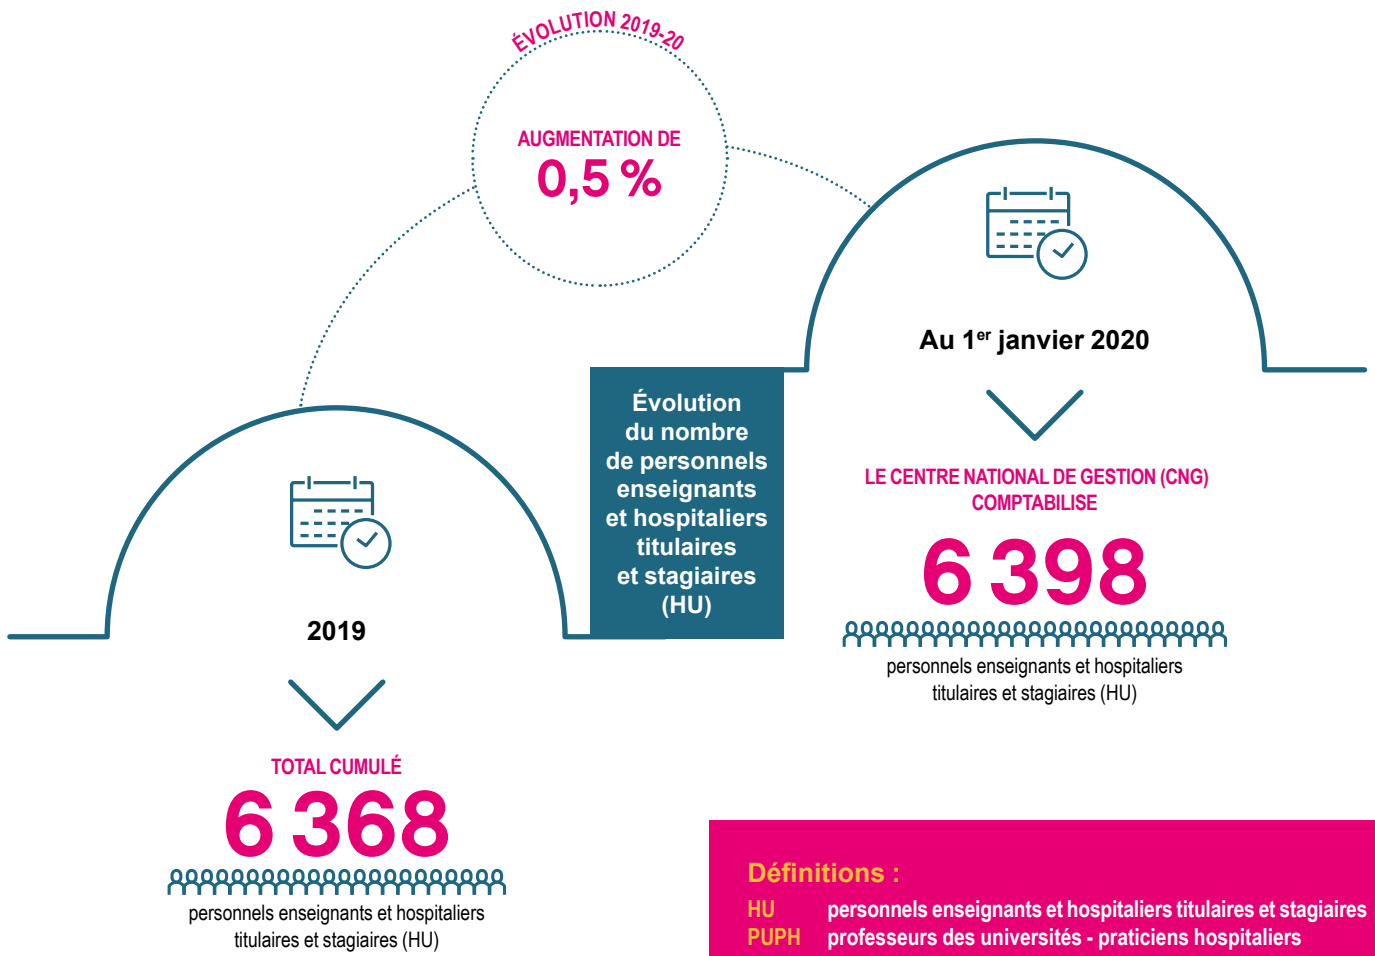 ÉVOLUTION 2019-20
AUGMENTATION DE
0,5 %
Au 1er janvier 2020
LE CENTRE NATIONAL DE GESTION (CNG)
COMPTABILISE
6 398
personnels enseignants et hospitaliers
titulaires et stagiaires (HU)
Évolution
du nombre
de personnels
enseignants
et hospitaliers
titulaires
et stagiaires
(HU)
2019
TOTAL CUMULÉ
6 368
personnels enseignants et hospitaliers
titulaires et stagiaires (HU)
Définitions :
HU personnels enseignants et hospitaliers titulaires et stagiaires
PUPH professeurs des universités - praticiens hospitaliers